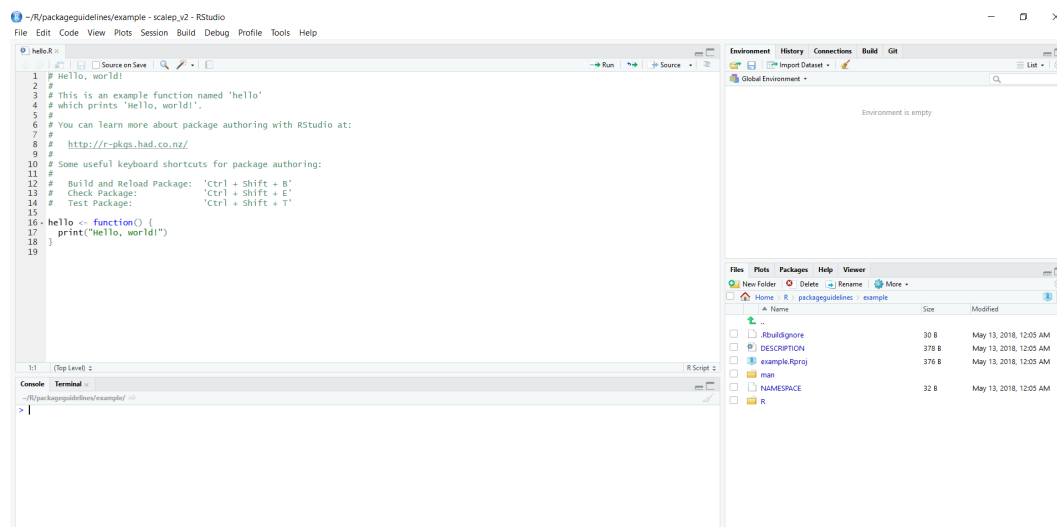 ~/R/packageguidelines/example - scalep_v2 - RStudio
File Edit Code View Plots Session Build Debug Profile Tools Help
hello.R
Source on Save Run Source
1 # Hello, world!
2 #
3 # This is an example function named 'hello'
4 # which prints 'Hello, world!'.
5 #
6 # You can learn more about package authoring with RStudio at:
7 #
8 #   http://r-pkgs.had.co.nz/
9 #
10 # Some useful keyboard shortcuts for package authoring:
11 #
12 #   Build and Reload Package:  'Ctrl + Shift + B'
13 #   Check Package:             'Ctrl + Shift + E'
14 #   Test Package:              'Ctrl + Shift + T'
15
16 hello <- function() {
17   print("Hello, world!")
18 }
19
1:1 (Top Level) R Script
Console Terminal
~/R/packageguidelines/example/
>
Environment History Connections Build Git
Import Dataset List
Global Environment
Environment is empty
Files Plots Packages Help Viewer
New Folder Delete Rename More
Home R packageguidelines example
Name Size Modified
..
.Rbuildignore 30 B May 13, 2018, 12:05 AM
DESCRIPTION 378 B May 13, 2018, 12:05 AM
example.Rproj 376 B May 13, 2018, 12:05 AM
man
NAMESPACE 32 B May 13, 2018, 12:05 AM
R